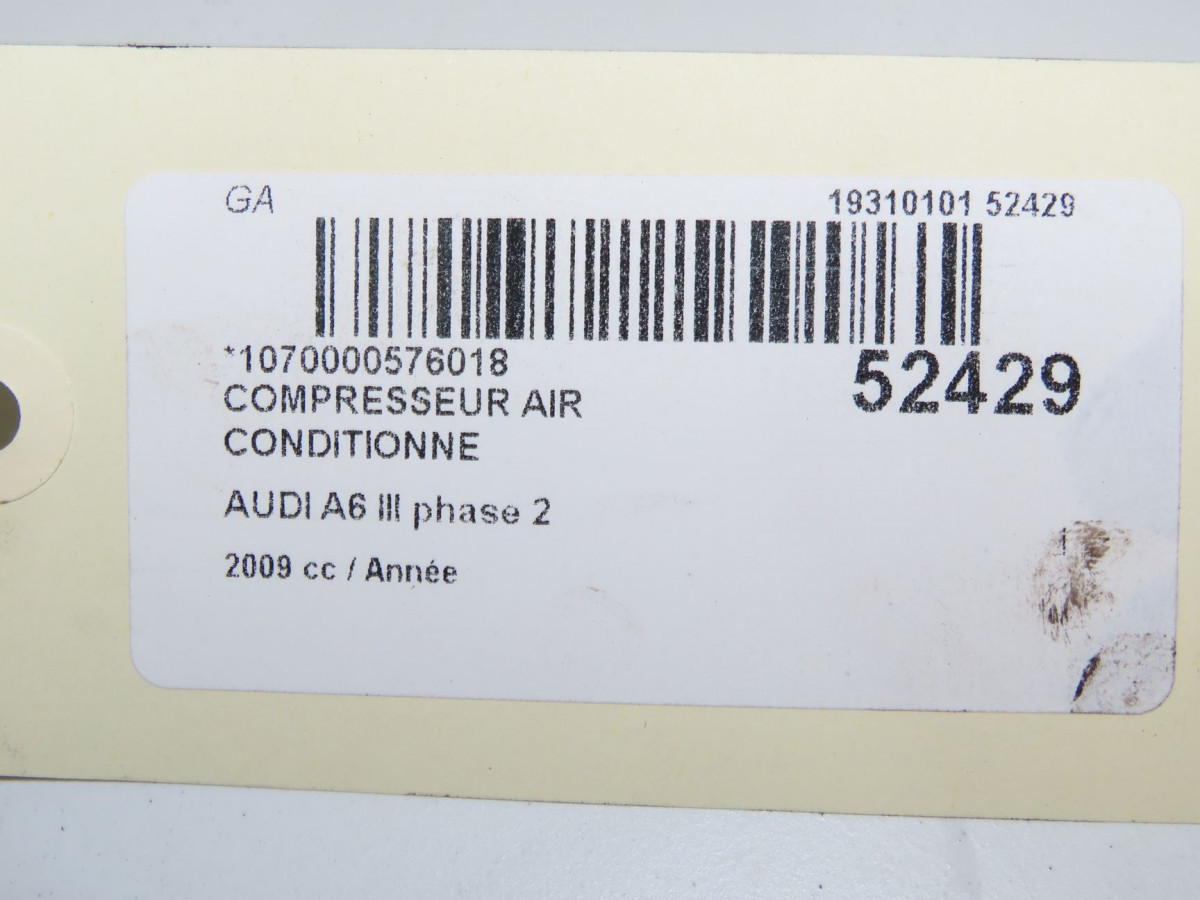 GA
19310101 52429
*1070000576018
52429
COMPRESSEUR AIR
CONDITIONNE
AUDI A6 III phase 2
2009 cc / Année